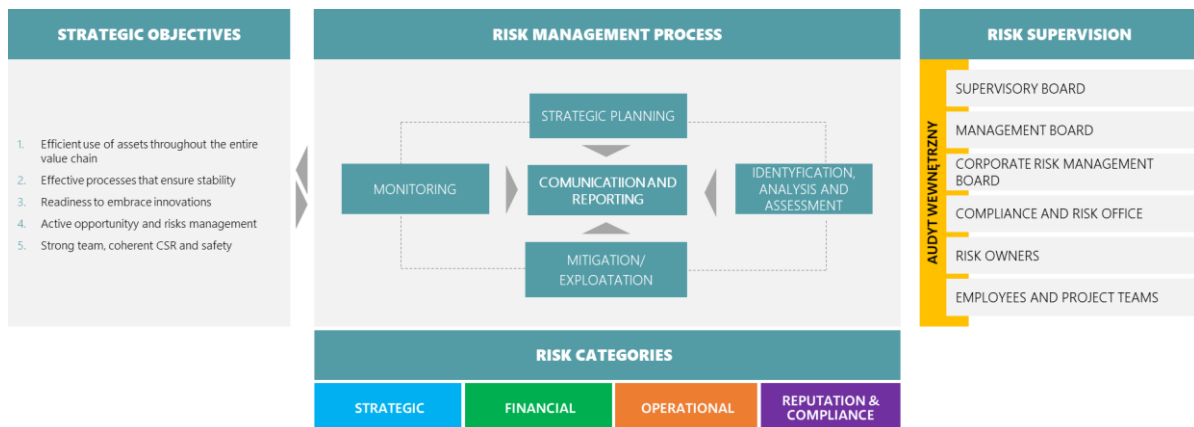 STRATEGIC OBJECTIVES
1. Efficient use of assets throughout the entire
value chain
2. Effective processes that ensure stability
3. Readiness to embrace innovations
4. Active opportunityy and risks management
5. Strong team, coherent CSR and safety
RISK MANAGEMENT PROCESS
STRATEGIC PLANNING
MONITORING
COMUNICATIION AND
REPORTING
IDENTYFICATION,
ANALYSIS AND
ASSESSMENT
MITIGATION/
EXPLOATATION
RISK SUPERVISION
AUDYT WEWNĘTRZNY
SUPERVISORY BOARD
MANAGEMENT BOARD
CORPORATE RISK MANAGEMENT
BOARD
COMPLIANCE AND RISK OFFICE
RISK OWNERS
EMPLOYEES AND PROJECT TEAMS
RISK CATEGORIES
STRATEGIC
FINANCIAL
OPERATIONAL
REPUTATION &
COMPLIANCE